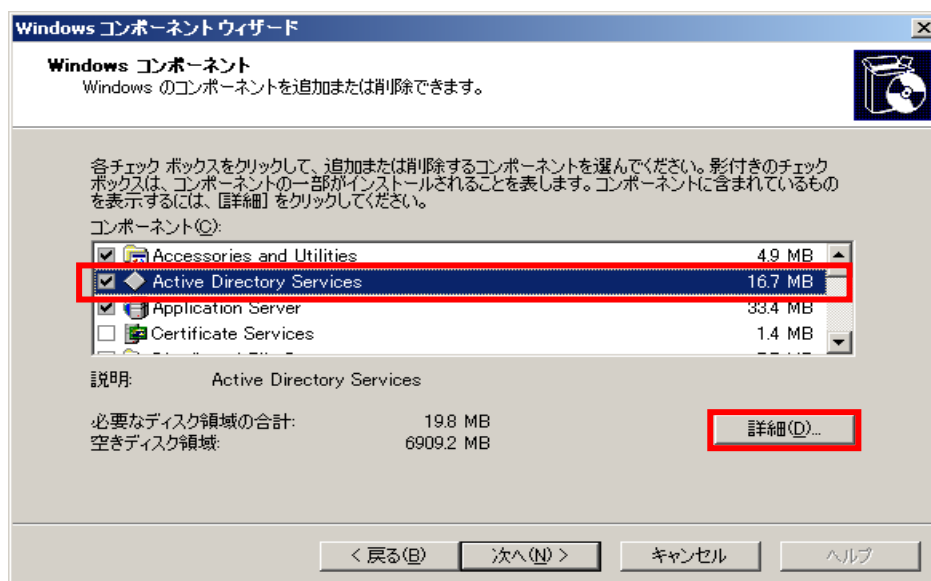 Windows コンポーネント ウィザード
Windows コンポーネント
Windows のコンポーネントを追加または削除できます。
各チェック ボックスをクリックして、追加または削除するコンポーネントを選んでください。影付きのチェック
ボックスは、コンポーネントの一部がインストールされることを表します。コンポーネントに含まれているもの
を表示するには、[詳細] をクリックしてください。
コンポーネント(C):
Accessories and Utilities 4.9 MB
Active Directory Services 16.7 MB
Application Server 33.4 MB
Certificate Services 1.4 MB
説明: Active Directory Services
必要なディスク領域の合計: 19.8 MB
空きディスク領域: 6909.2 MB
詳細(D)...
< 戻る(B) 次へ(N) > キャンセル ヘルプ